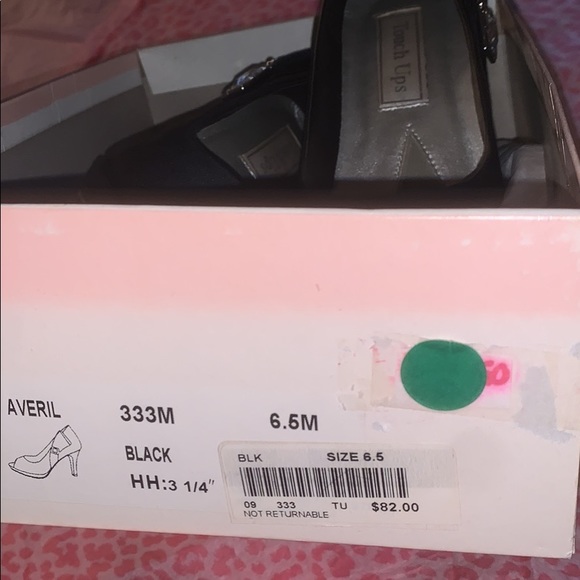 Touch Ups
AVERIL 333M 6.5M
BLACK
HH:3 1/4"
BLK SIZE 6.5
09 333 TU $82.00
NOT RETURNABLE